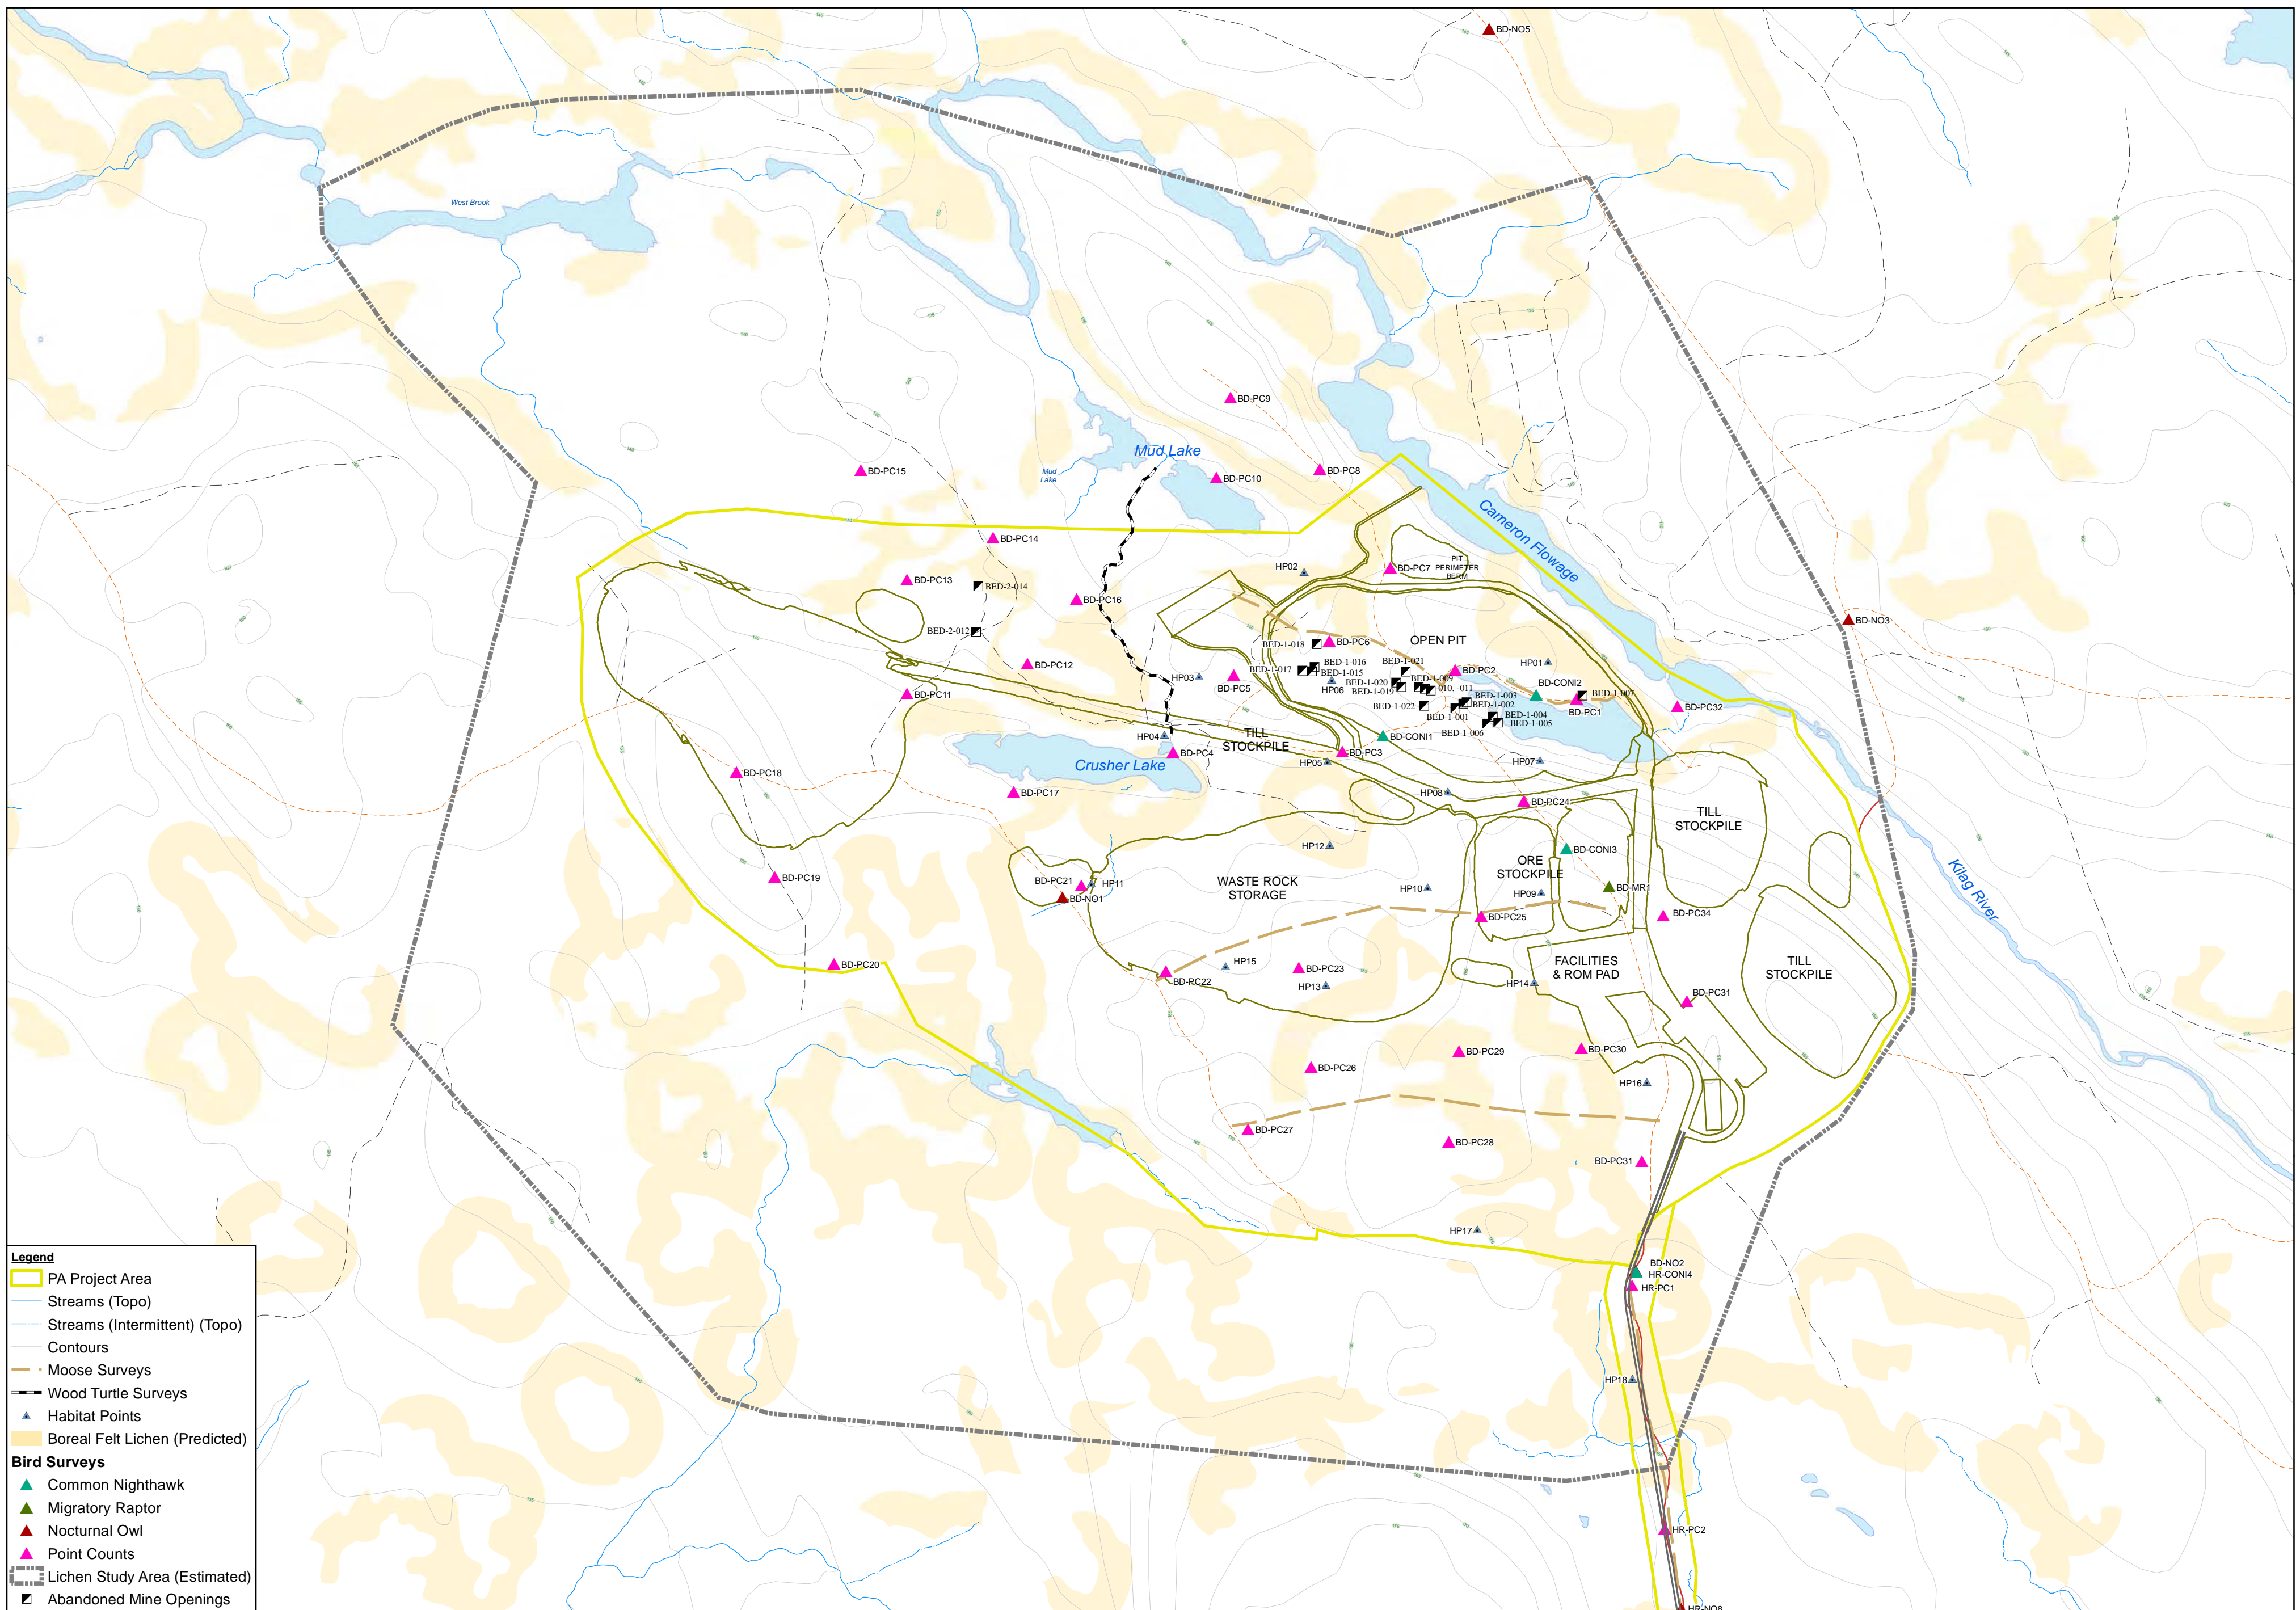 BD-NO5
West Brook
BD-PC9
Mud Lake
Mud
Lake
BD-PC15
BD-PC10
BD-PC8
Cameron Flowage
BD-PC14
BD-PC13
BED-2-014
BD-PC16
BED-2-012
HP02
BD-PC7
PIT
PERIMETER
BERM
BD-NO3
OPEN PIT
BD-PC6
BED-1-018
BED-1-016
BED-1-017
BED-1-015
BED-1-021
BD-PC2
HP01
BD-PC12
HP03
BD-PC5
HP06
BED-1-020
BED-1-009
BED-1-019
-010, -011
BED-1-003
BED-1-002
BD-CONI2
BED-1-007
BD-PC1
BD-PC11
BD-PC32
BED-1-022
BED-1-001
BED-1-004
BED-1-005
BED-1-006
HP04
BD-PC4
TILL
STOCKPILE
BD-CONI1
BD-PC3
HP05
HP07
Crusher Lake
BD-PC18
BD-PC17
HP08
BD-PC24
TILL
STOCKPILE
HP12
BD-CONI3
ORE
STOCKPILE
Kilag River
BD-PC19
BD-PC21
HP11
BD-NO1
WASTE ROCK
STORAGE
HP10
HP09
BD-MR1
BD-PC25
BD-PC34
BD-PC20
BD-PC22
HP15
BD-PC23
HP13
HP14
FACILITIES
& ROM PAD
TILL
STOCKPILE
BD-PC31
BD-PC29
BD-PC30
BD-PC26
HP16
BD-PC27
BD-PC28
BD-PC31
HP17
BD-NO2
HR-CONI4
HR-PC1
HP18
HR-PC2
HR-NO8
Legend
PA Project Area
Streams (Topo)
Streams (Intermittent) (Topo)
Contours
Moose Surveys
Wood Turtle Surveys
Habitat Points
Boreal Felt Lichen (Predicted)
Bird Surveys
Common Nighthawk
Migratory Raptor
Nocturnal Owl
Point Counts
Lichen Study Area (Estimated)
Abandoned Mine Openings